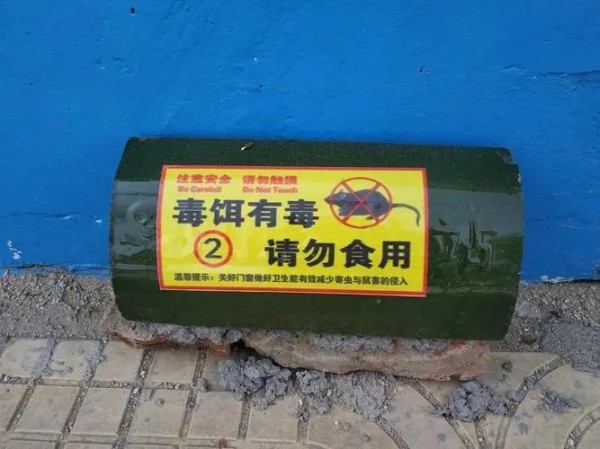 注意安全 请勿触摸
Be Carefull Do Not Touch
毒饵有毒
2 请勿食用
温馨提示：关好门窗做好卫生能有效减少害虫与鼠害的侵入